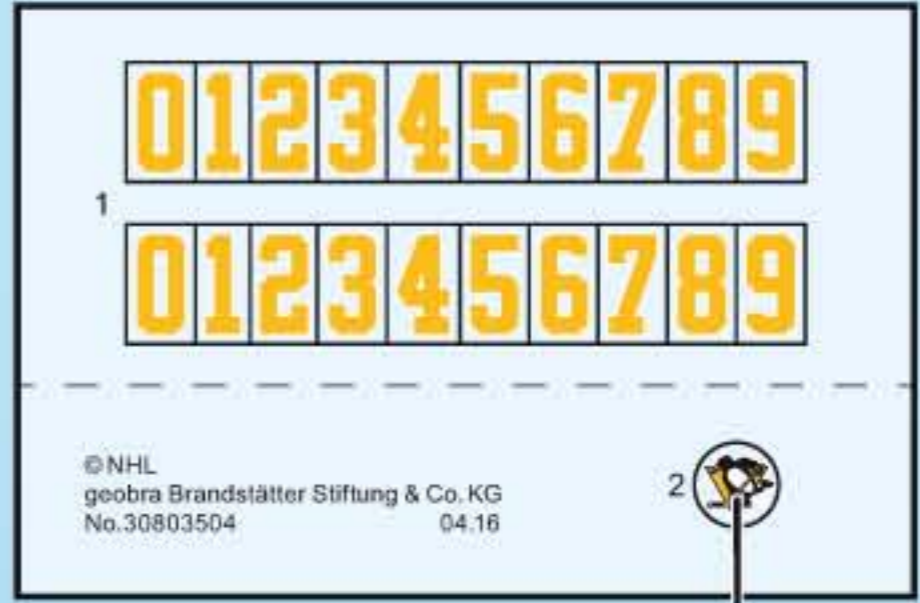 0123456789
1
0123456789
©NHL
geobra Brandstätter Stiftung & Co. KG
No.30803504 04.16
2